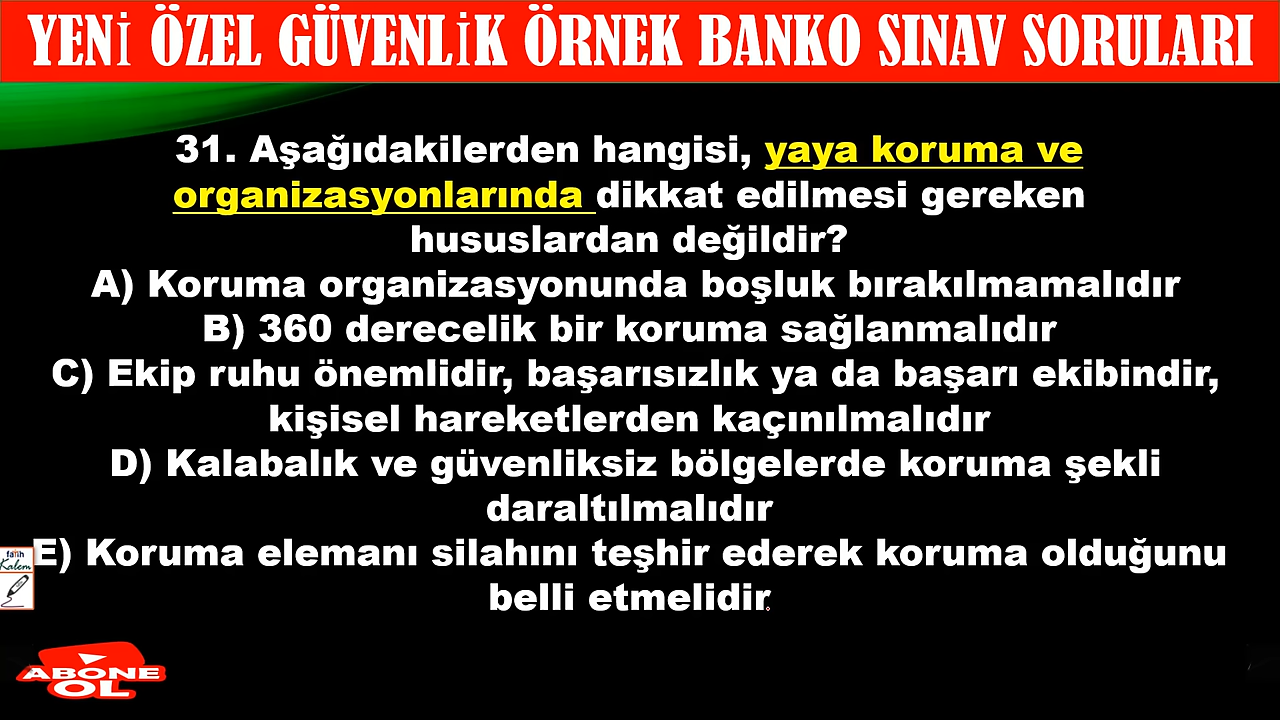 YENİ ÖZEL GÜVENLİK ÖRNEK BANKO SINAV SORULARI
31. Aşağıdakilerden hangisi, yaya koruma ve
organizasyonlarında dikkat edilmesi gereken
hususlardan değildir?
A) Koruma organizasyonunda boşluk bırakılmamalıdır
B) 360 derecelik bir koruma sağlanmalıdır
C) Ekip ruhu önemlidir, başarısızlık ya da başarı ekibindir,
kişisel hareketlerden kaçınılmalıdır
D) Kalabalık ve güvenliksiz bölgelerde koruma şekli
daraltılmalıdır
E) Koruma elemanı silahını teşhir ederek koruma olduğunu
belli etmelidir
fatih
Kalem
ABONE
OL